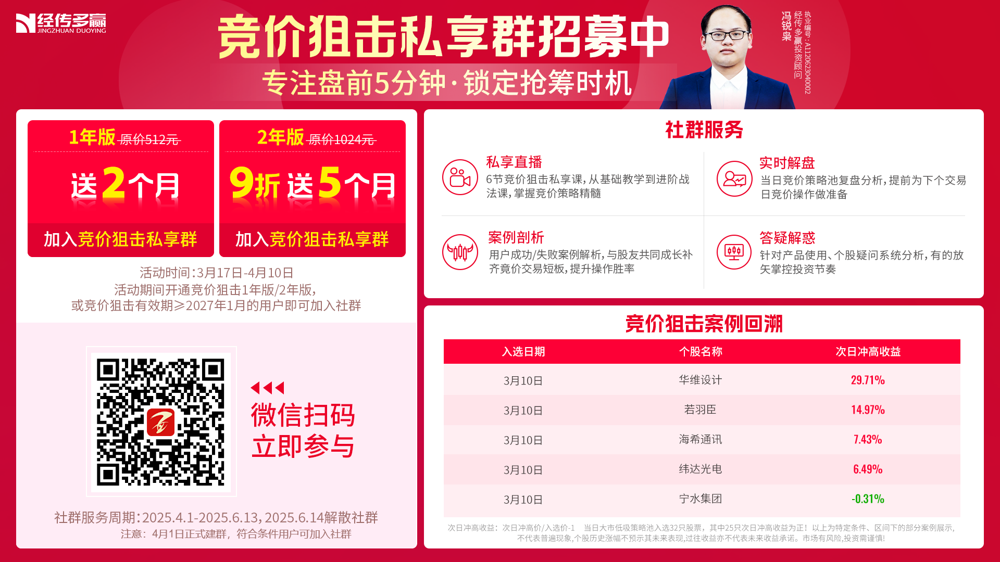 经传多赢
JINGZHUAN DUOYING
竞价狙击私享群招募中
专注盘前5分钟·锁定抢筹时机
冯锐枭
经传多赢投资顾问
执业编号:A1120623040002
1年版 原价512元
送2个月
加入竞价狙击私享群
2年版 原价1024元
9折 送5个月
加入竞价狙击私享群
活动时间:3月17日-4月10日
活动期间开通竞价狙击1年版/2年版,
或竞价狙击有效期≥2027年1月的用户即可加入社群
微信扫码
立即参与
社群服务周期:2025.4.1-2025.6.13, 2025.6.14解散社群
注意：4月1日正式建群，符合条件用户可加入社群
社群服务
私享直播
6节竞价狙击私享课, 从基础教学到进阶战
法课, 掌握竞价策略精髓
实时解盘
当日竞价策略池复盘分析, 提前为下个交易
日竞价操作做准备
案例剖析
用户成功/失败案例解析, 与股友共同成长补
齐竞价交易短板, 提升操作胜率
答疑解惑
针对产品使用、个股疑问系统分析, 有的放
矢掌控投资节奏
竞价狙击案例回溯
入选日期 个股名称 次日冲高收益
3月10日 华维设计 29.71%
3月10日 若羽臣 14.97%
3月10日 海希通讯 7.43%
3月10日 纬达光电 6.49%
3月10日 宁水集团 -0.31%
次日冲高收益：次日冲高价/入选价-1 当日大市低吸策略池入选32只股票，其中25只次日冲高收益为正！以上为特定条件、区间下的部分案例展示,
不代表普遍现象,个股历史涨幅不预示其未来表现,过往收益亦不代表未来收益承诺。市场有风险,投资需谨慎!